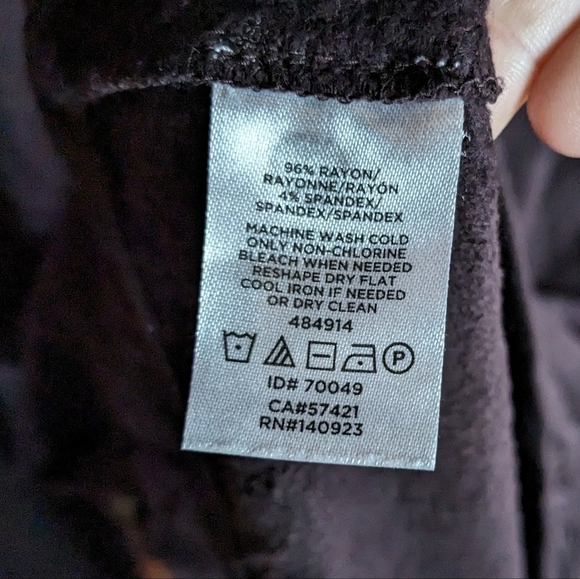 96% RAYON/
RAYONNE/RAYÓN
4% SPANDEX/
SPANDEX/SPANDEX
MACHINE WASH COLD
ONLY NON-CHLORINE
BLEACH WHEN NEEDED
RESHAPE DRY FLAT
COOL IRON IF NEEDED
OR DRY CLEAN
484914
P
ID# 70049
CA#57421
RN#140923